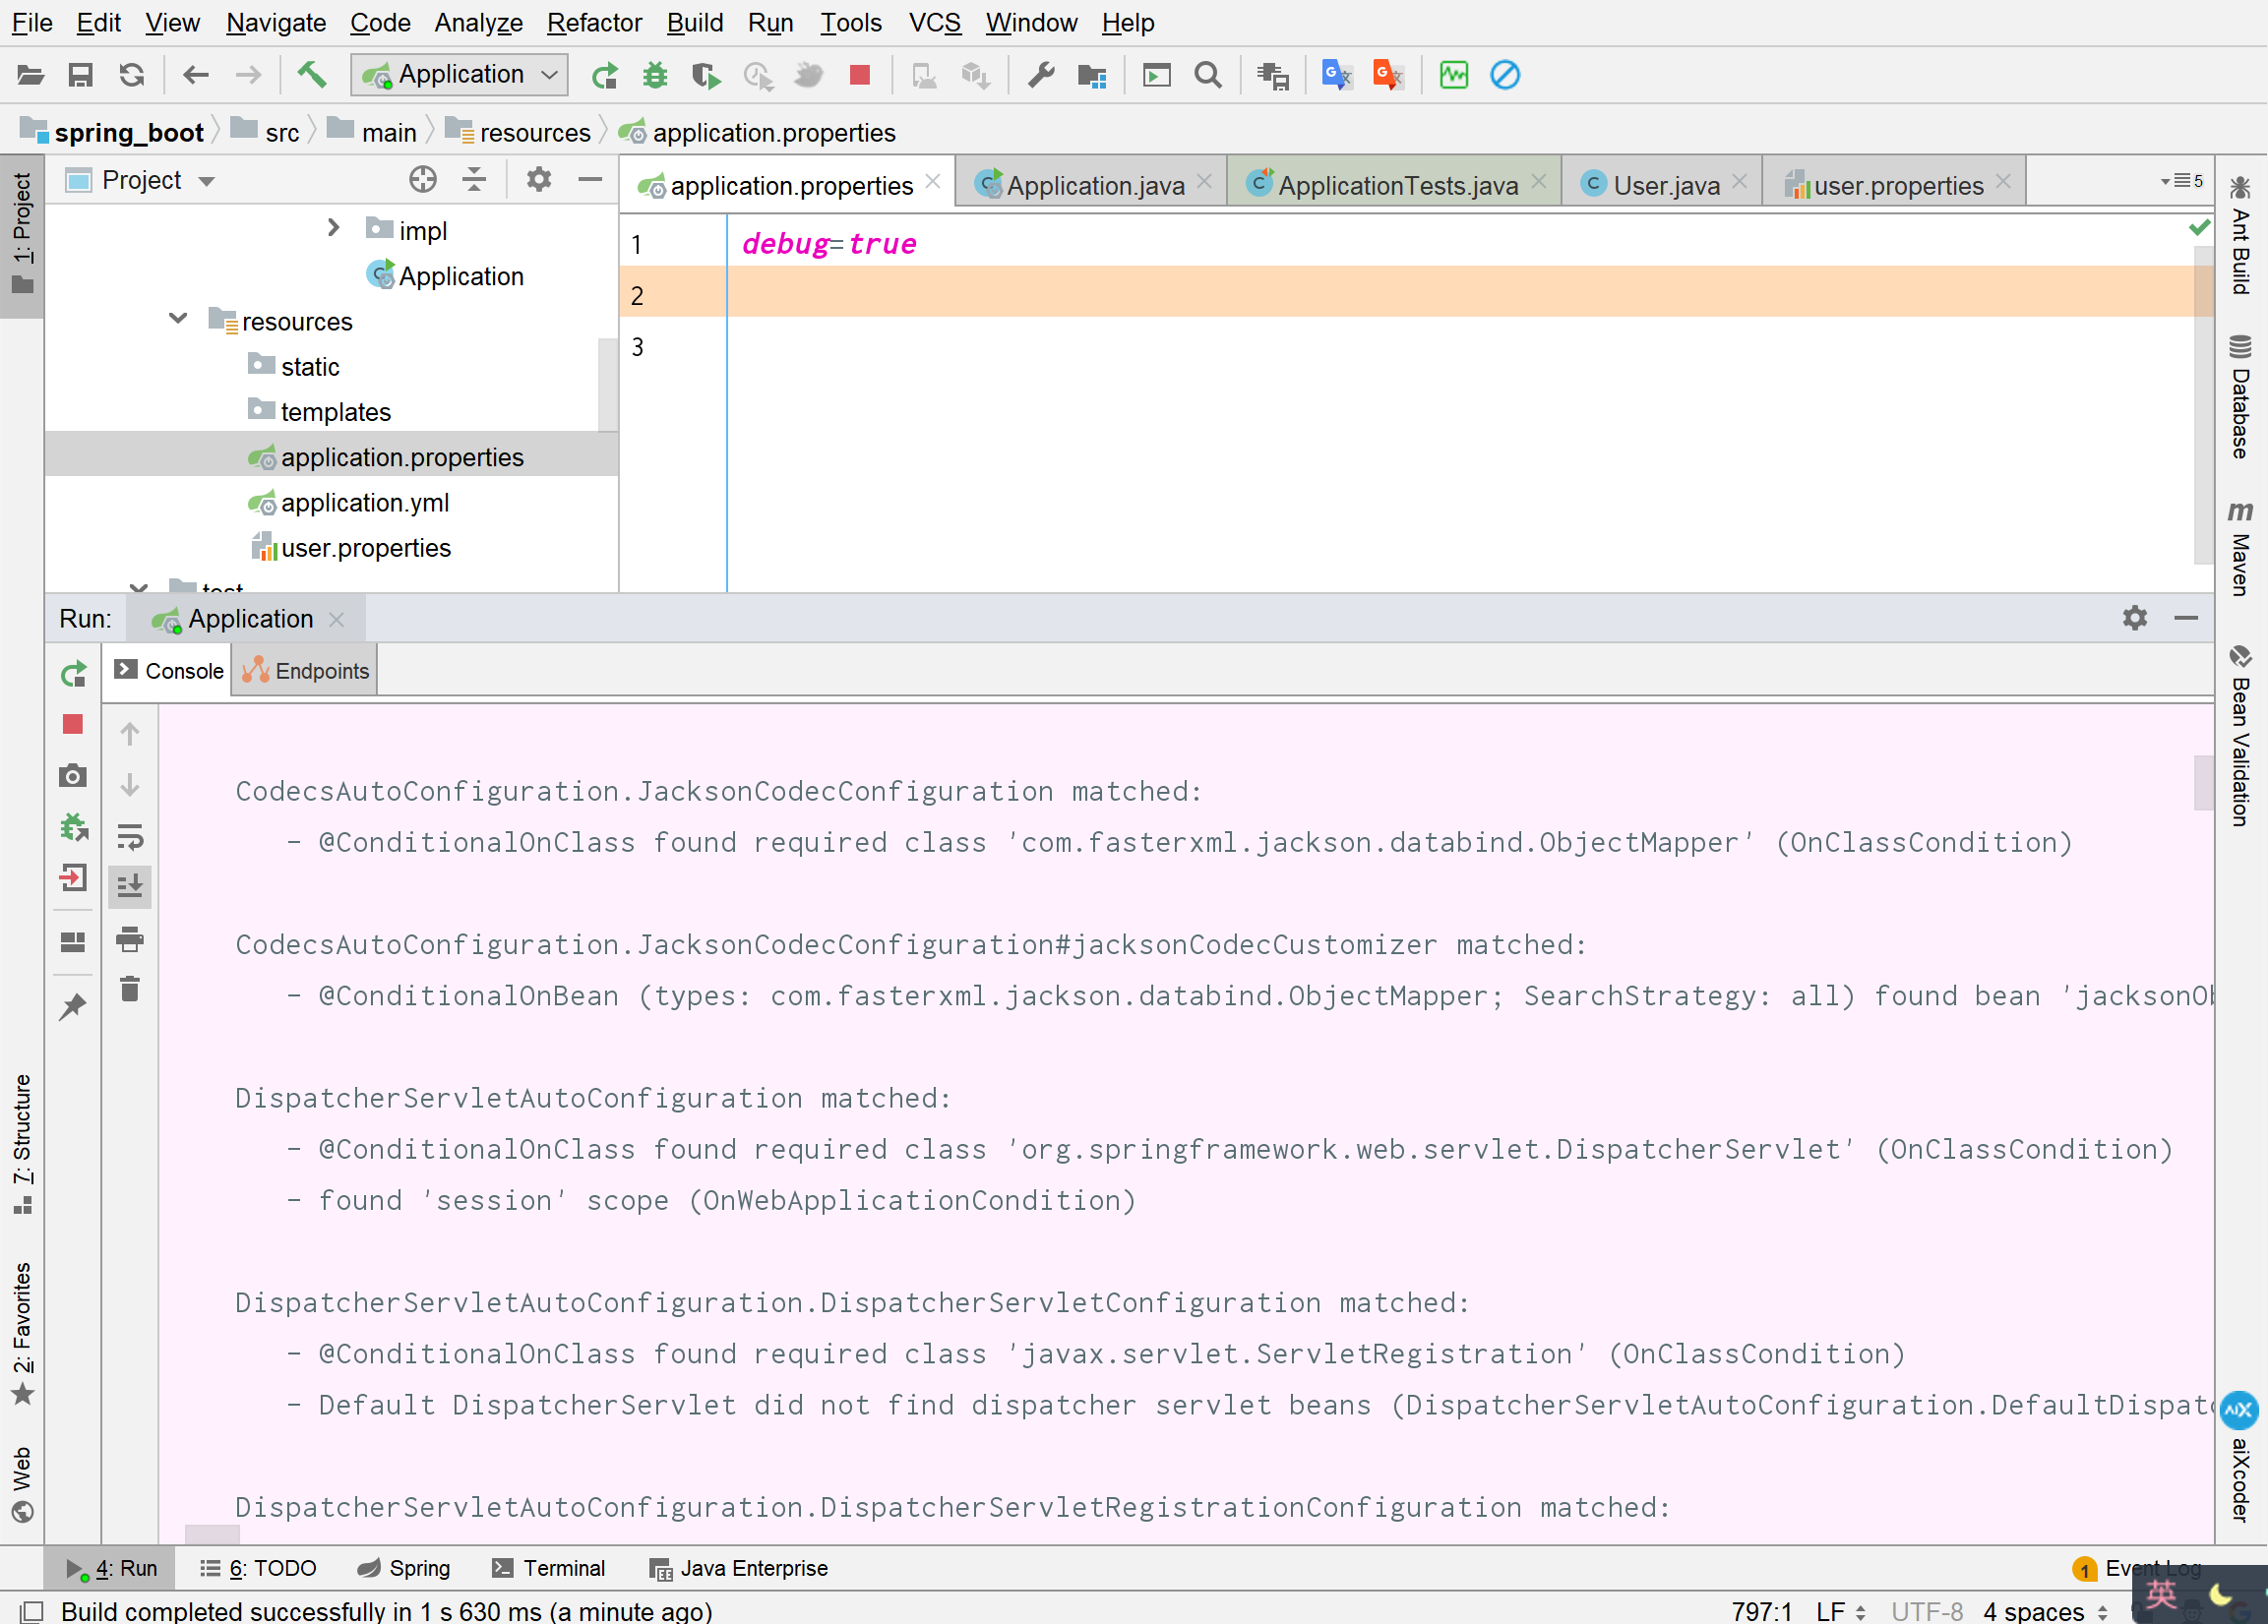 File Edit View Navigate Code Analyze Refactor Build Run Tools VCS Window Help
Application
spring_boot src main resources application.properties
1: Project
Project
application.properties Application.java ApplicationTests.java User.java user.properties 5
impl
Application
resources
static
templates
application.properties
application.yml
user.properties
test
1 debug=true
2
3
Ant Build
Database
Maven
Bean Validation
aiXcoder
Run: Application
Console Endpoints
CodecsAutoConfiguration.JacksonCodecConfiguration matched:
- @ConditionalOnClass found required class 'com.fasterxml.jackson.databind.ObjectMapper' (OnClassCondition)
CodecsAutoConfiguration.JacksonCodecConfiguration#jacksonCodecCustomizer matched:
- @ConditionalOnBean (types: com.fasterxml.jackson.databind.ObjectMapper; SearchStrategy: all) found bean 'jacksonOb
DispatcherServletAutoConfiguration matched:
- @ConditionalOnClass found required class 'org.springframework.web.servlet.DispatcherServlet' (OnClassCondition)
- found 'session' scope (OnWebApplicationCondition)
DispatcherServletAutoConfiguration.DispatcherServletConfiguration matched:
- @ConditionalOnClass found required class 'javax.servlet.ServletRegistration' (OnClassCondition)
- Default DispatcherServlet did not find dispatcher servlet beans (DispatcherServletAutoConfiguration.DefaultDispatc
DispatcherServletAutoConfiguration.DispatcherServletRegistrationConfiguration matched:
7: Structure
2: Favorites
Web
4: Run 6: TODO Spring Terminal Java Enterprise 1 Event Log
英
Build completed successfully in 1 s 630 ms (a minute ago) 797:1 LF UTF-8 4 spaces